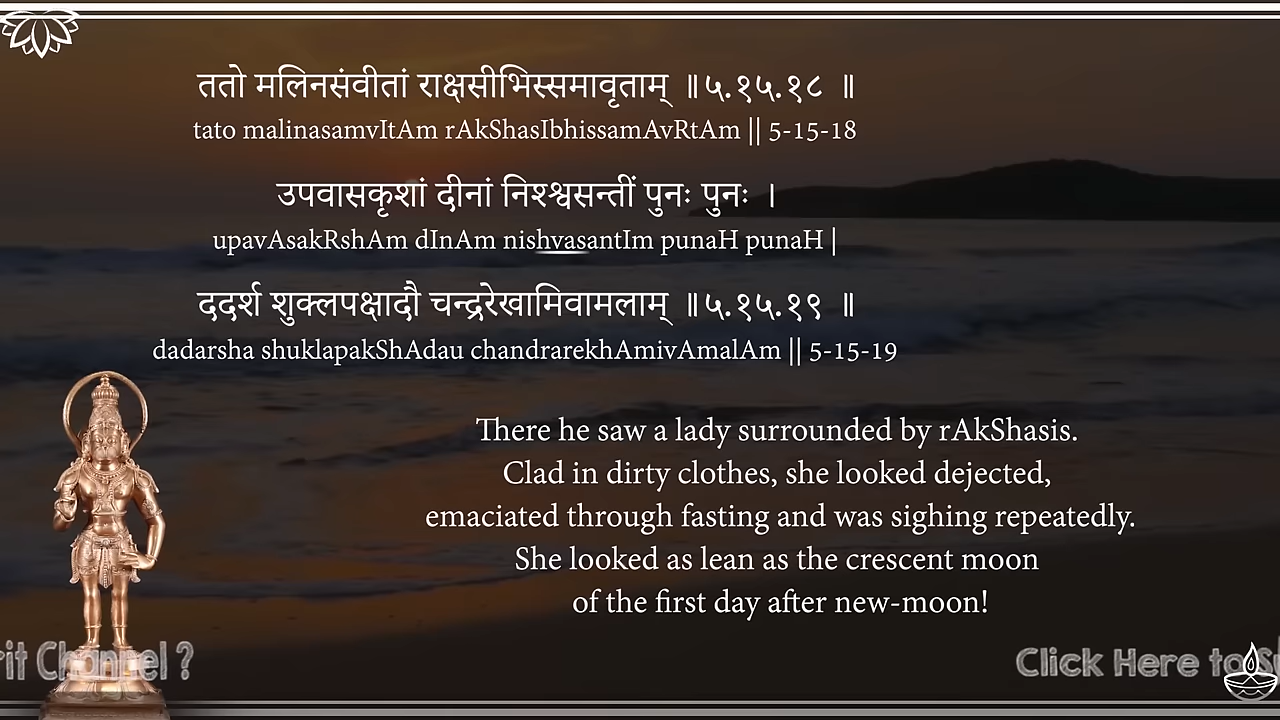 ततो मलिनसंवीतां राक्षसीभिस्समावृताम् ॥५.१५.१८ ॥
tato malinasamvItAm rAkShasIbhissamAvRtAm || 5-15-18
उपवासकृशां दीनां निश्श्वसन्तीं पुनः पुनः ।
upavAsakRshAm dInAm nishvasantIm punaH punaH |
ददर्श शुक्लपक्षादौ चन्द्ररेखामिवामलाम् ॥५.१५.१९ ॥
dadarsha shuklapakShAdau chandrarekhAmivAmalAm || 5-15-19
There he saw a lady surrounded by rAkShasis.
Clad in dirty clothes, she looked dejected,
emaciated through fasting and was sighing repeatedly.
She looked as lean as the crescent moon
of the first day after new-moon!
rit Channel ?
Click Here to S